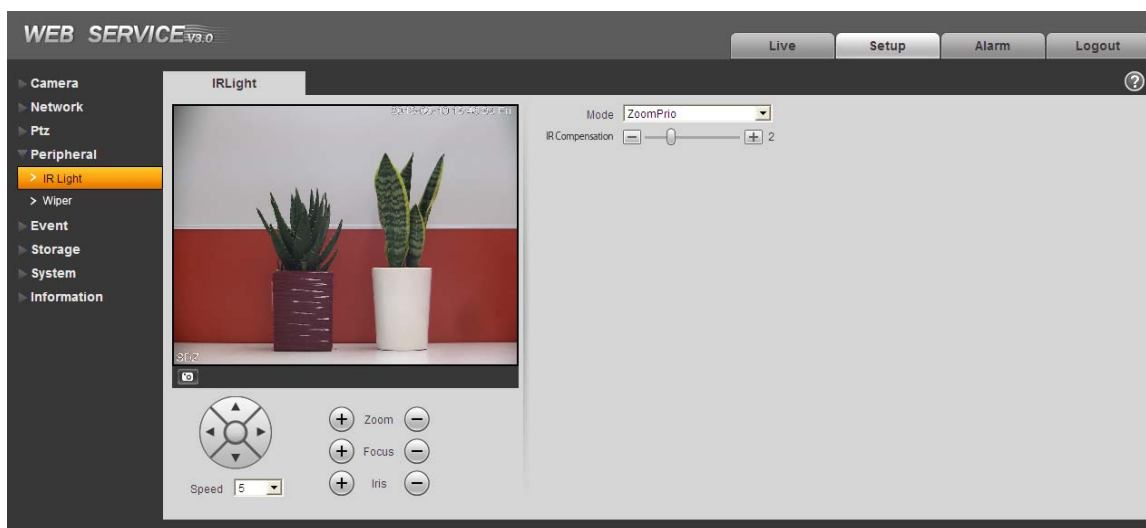 WEB SERVICE V3.0
Live
Setup
Alarm
Logout
Camera
Network
Ptz
Peripheral
> IR Light
> Wiper
Event
Storage
System
Information
IRLight
?
Mode ZoomPrio
IR Compensation 2
SD2
Zoom
Focus
Iris
Speed 5